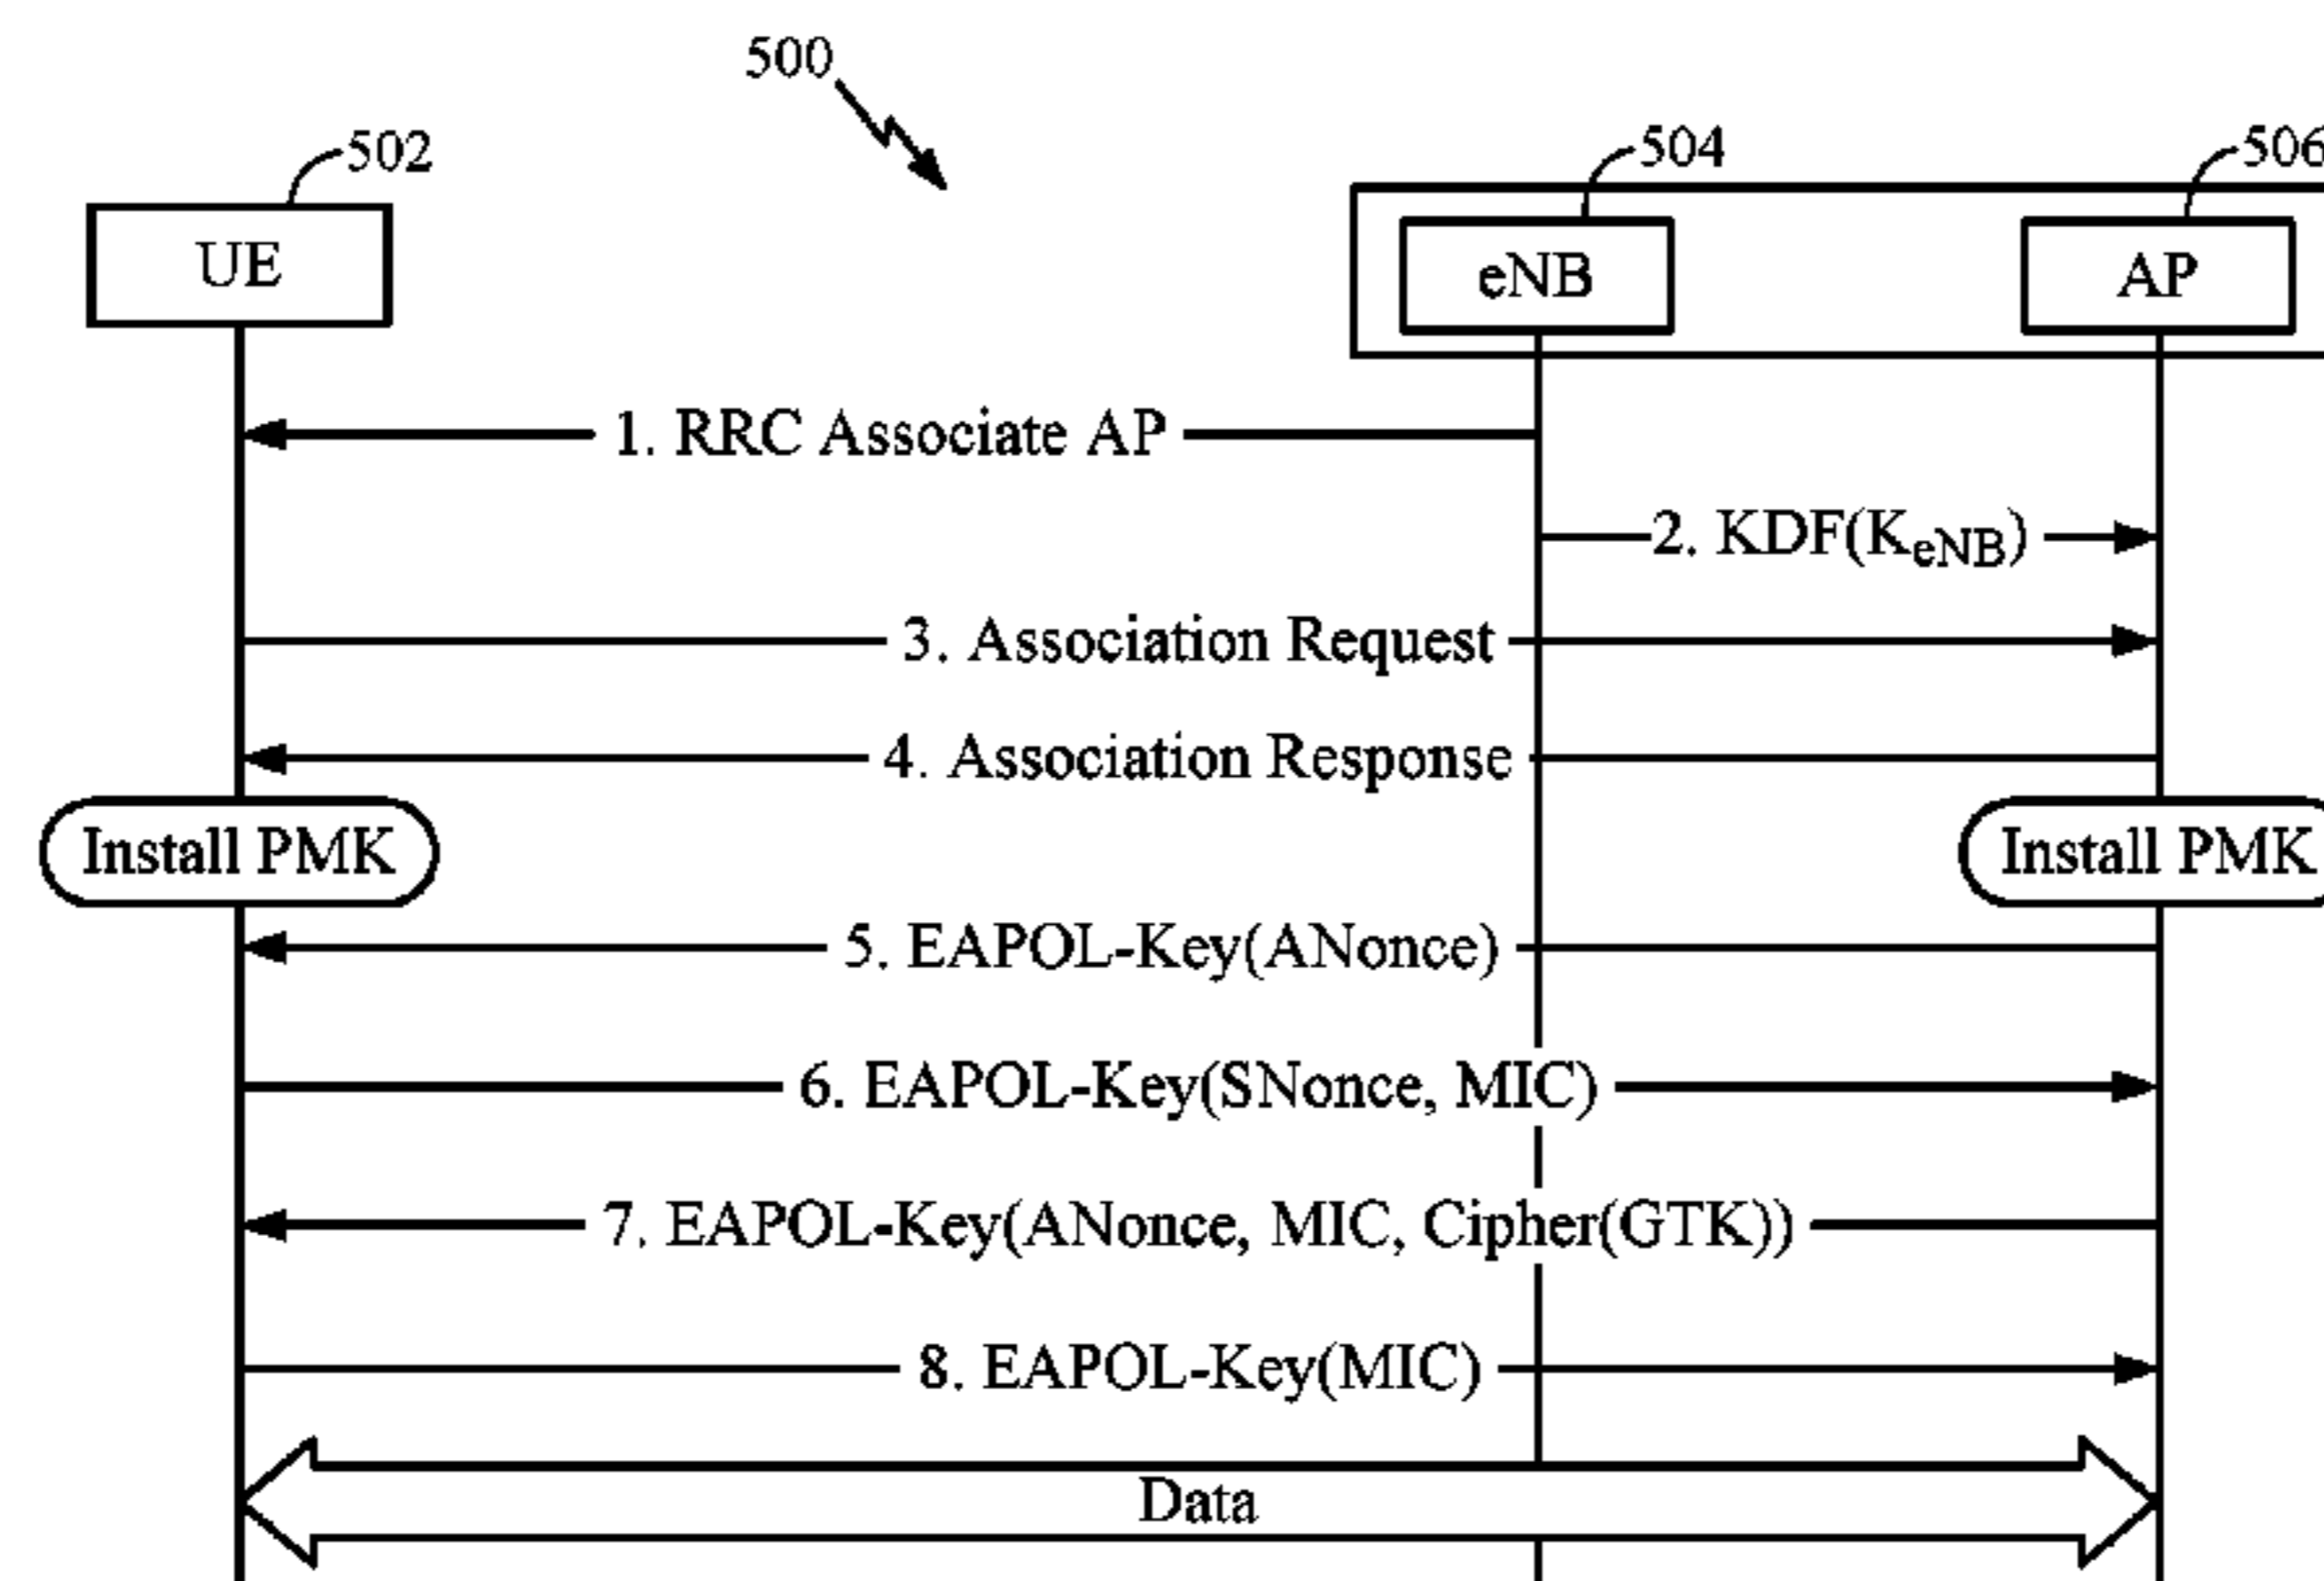 500
502
504
506
UE
eNB
AP
1. RRC Associate AP
2. KDF(KeNB)
3. Association Request
4. Association Response
Install PMK
Install PMK
5. EAPOL-Key(ANonce)
6. EAPOL-Key(SNonce, MIC)
7. EAPOL-Key(ANonce, MIC, Cipher(GTK))
8. EAPOL-Key(MIC)
Data